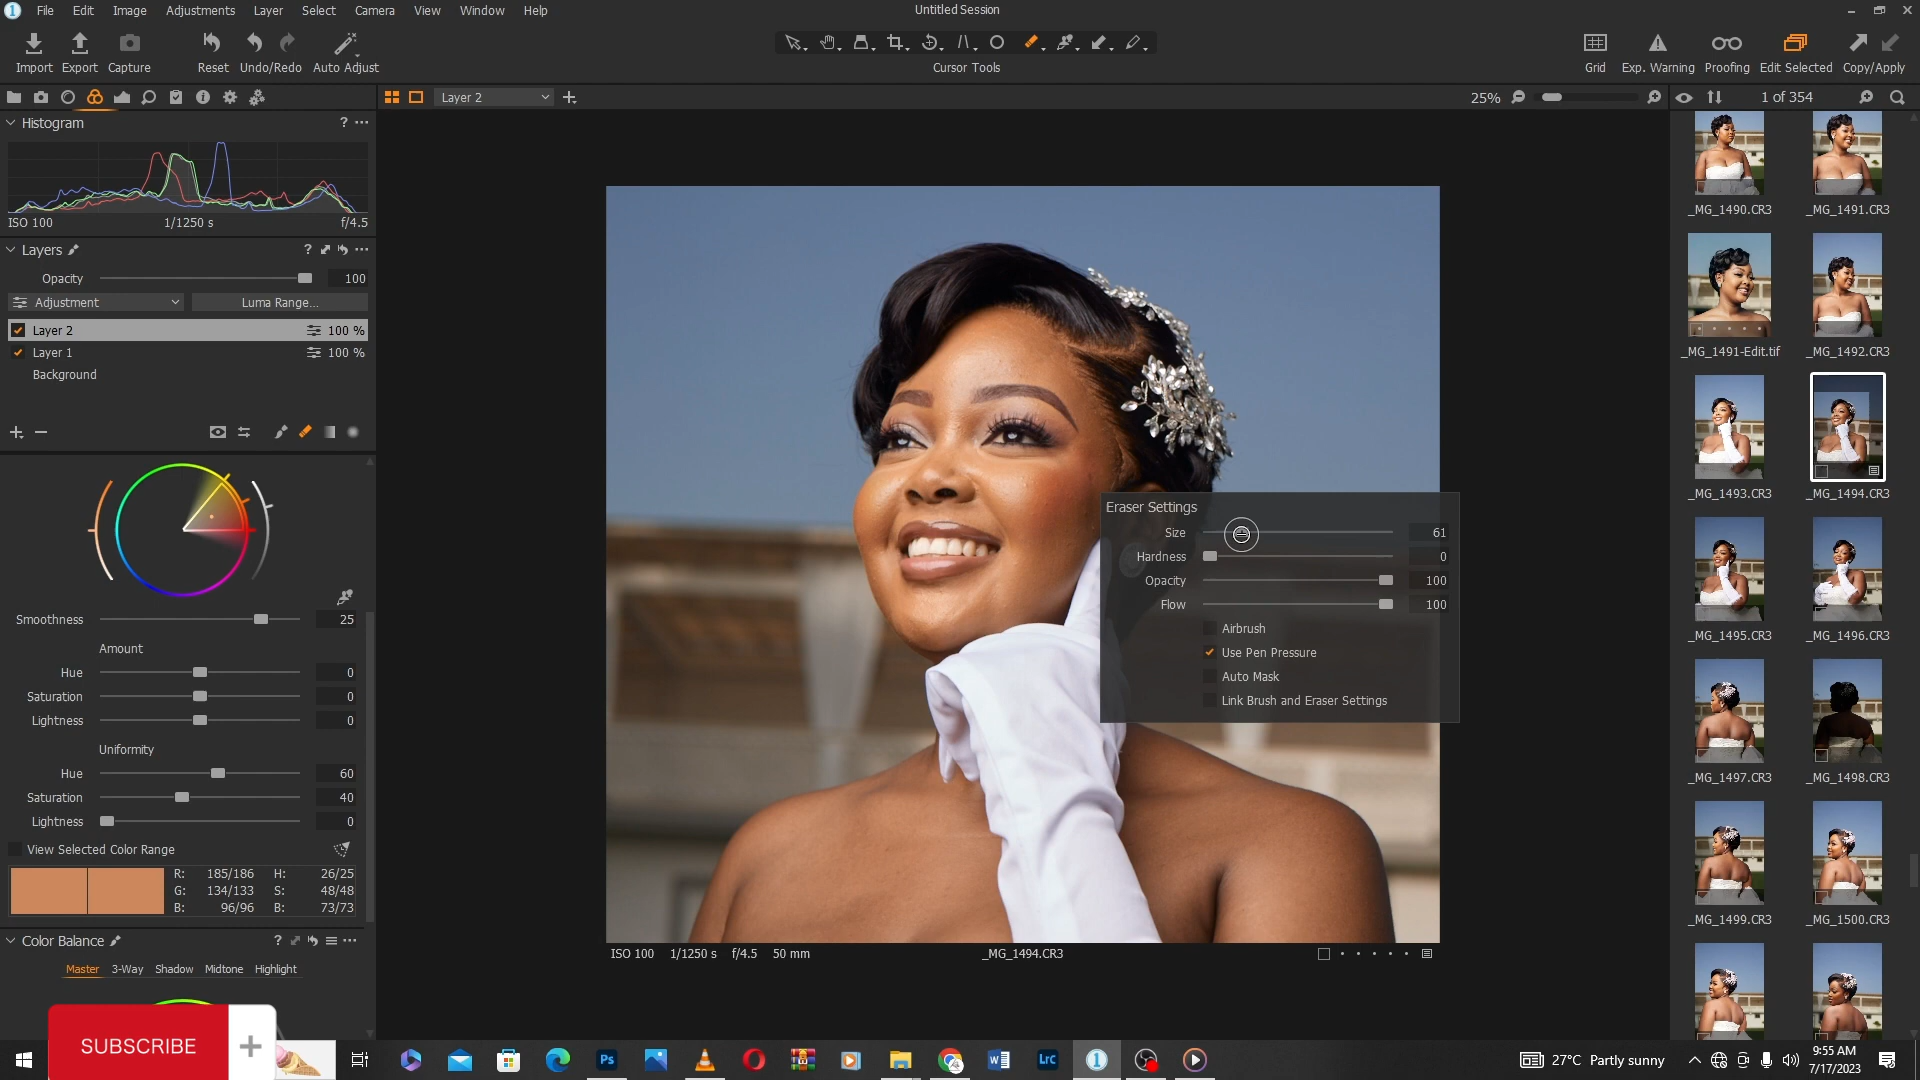 File Edit Image Adjustments Layer Select Camera View Window Help
Untitled Session
Import Export Capture Reset Undo/Redo Auto Adjust
Cursor Tools
Grid Exp. Warning Proofing Edit Selected Copy/Apply
Layer 2
25%
1 of 354
Histogram ?
ISO 100 1/1250 s f/4.5
Layers ?
Opacity 100
Adjustment Luma Range...
Layer 2 100 %
Layer 1 100 %
Background
Smoothness 25
Amount
Hue 0
Saturation 0
Lightness 0
Uniformity
Hue 60
Saturation 40
Lightness 0
View Selected Color Range
R: 185/186 H: 26/25
G: 134/133 S: 48/48
B: 96/96 B: 73/73
Color Balance ?
Master 3-Way Shadow Midtone Highlight
Eraser Settings
Size 61
Hardness 0
Opacity 100
Flow 100
Airbrush
Use Pen Pressure
Auto Mask
Link Brush and Eraser Settings
ISO 100 1/1250 s f/4.5 50 mm _MG_1494.CR3
_MG_1490.CR3 _MG_1491.CR3
_MG_1491-Edit.tif _MG_1492.CR3
_MG_1493.CR3 _MG_1494.CR3
_MG_1495.CR3 _MG_1496.CR3
_MG_1497.CR3 _MG_1498.CR3
_MG_1499.CR3 _MG_1500.CR3
SUBSCRIBE +
Ps
LrC
1
27°C Partly sunny
9:55 AM
7/17/2023